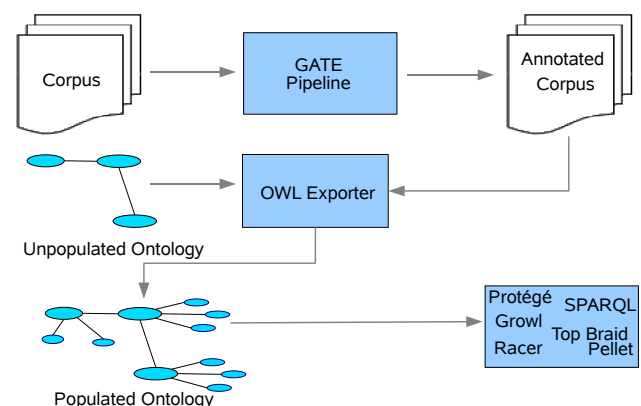 Corpus
GATE
Pipeline
Annotated
Corpus
OWL Exporter
Unpopulated Ontology
Protégé SPARQL
Growl
Top Braid
Racer
Pellet
Populated Ontology